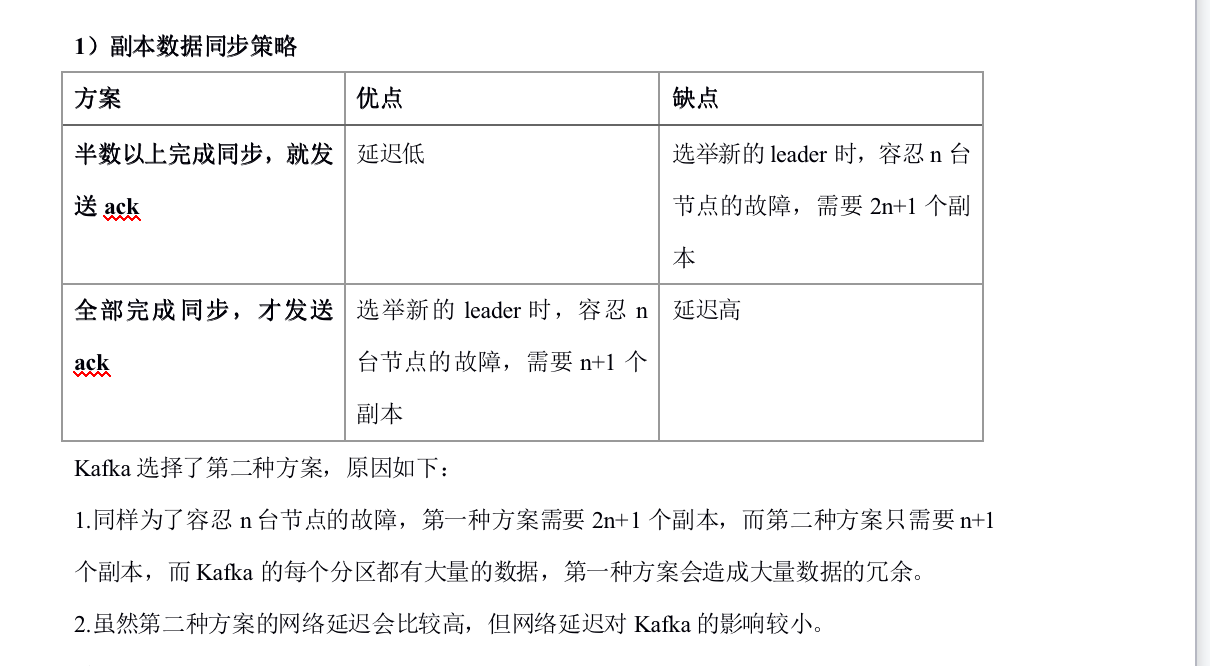 1）副本数据同步策略
方案 优点 缺点
半数以上完成同步，就发
送 ack
延迟低
选举新的 leader 时，容忍 n 台
节点的故障，需要 2n+1 个副
本
全部完成同步，才发送
ack
选举新的 leader 时，容忍 n
台节点的故障，需要 n+1 个
副本
延迟高
Kafka 选择了第二种方案，原因如下：
1.同样为了容忍 n 台节点的故障，第一种方案需要 2n+1 个副本，而第二种方案只需要 n+1
个副本，而 Kafka 的每个分区都有大量的数据，第一种方案会造成大量数据的冗余。
2.虽然第二种方案的网络延迟会比较高，但网络延迟对 Kafka 的影响较小。